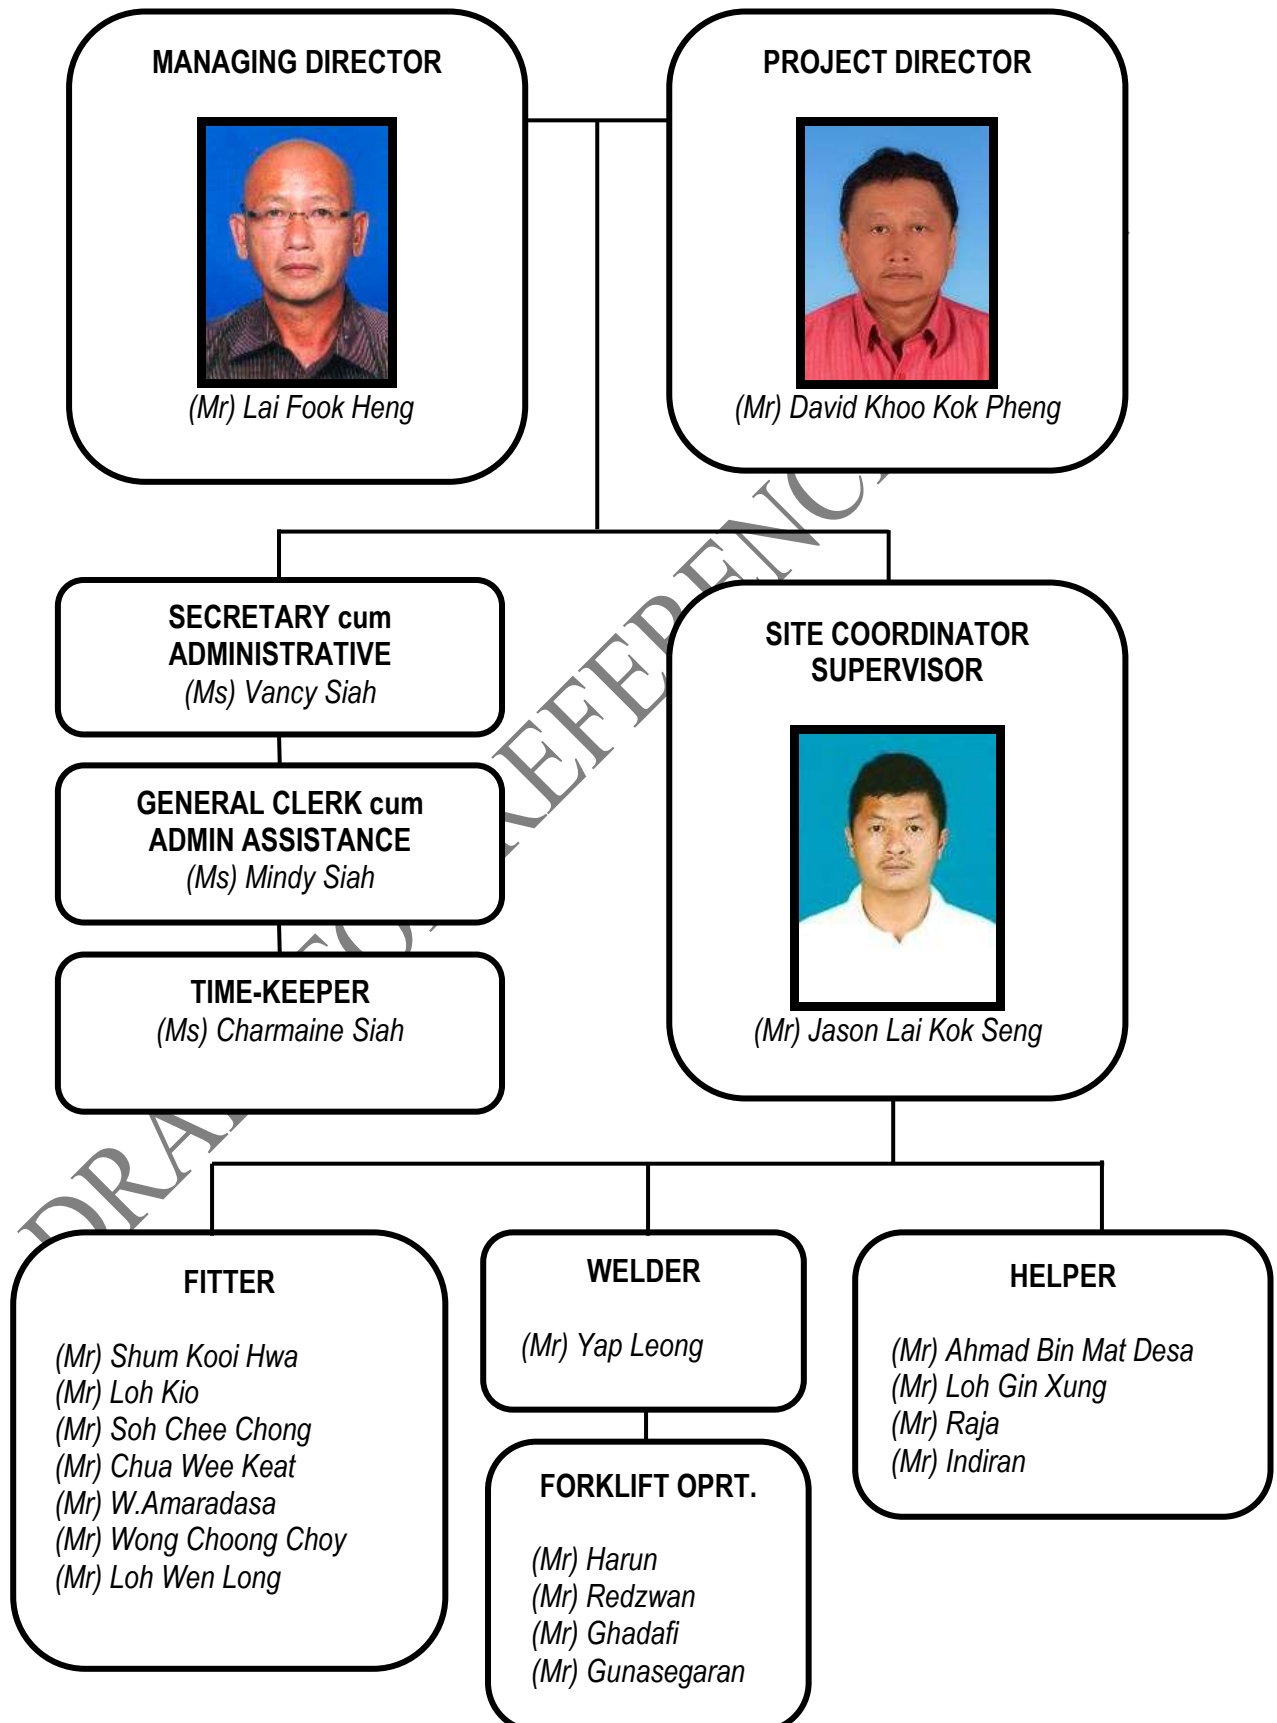 MANAGING DIRECTOR
(Mr) Lai Fook Heng
PROJECT DIRECTOR
(Mr) David Khoo Kok Pheng
SECRETARY cum
ADMINISTRATIVE
(Ms) Vancy Siah
GENERAL CLERK cum
ADMIN ASSISTANCE
(Ms) Mindy Siah
TIME-KEEPER
(Ms) Charmaine Siah
SITE COORDINATOR
SUPERVISOR
(Mr) Jason Lai Kok Seng
FITTER
(Mr) Shum Kooi Hwa
(Mr) Loh Kio
(Mr) Soh Chee Chong
(Mr) Chua Wee Keat
(Mr) W.Amaradasa
(Mr) Wong Choong Choy
(Mr) Loh Wen Long
WELDER
(Mr) Yap Leong
FORKLIFT OPRT.
(Mr) Harun
(Mr) Redzwan
(Mr) Ghadafi
(Mr) Gunasegaran
HELPER
(Mr) Ahmad Bin Mat Desa
(Mr) Loh Gin Xung
(Mr) Raja
(Mr) Indiran